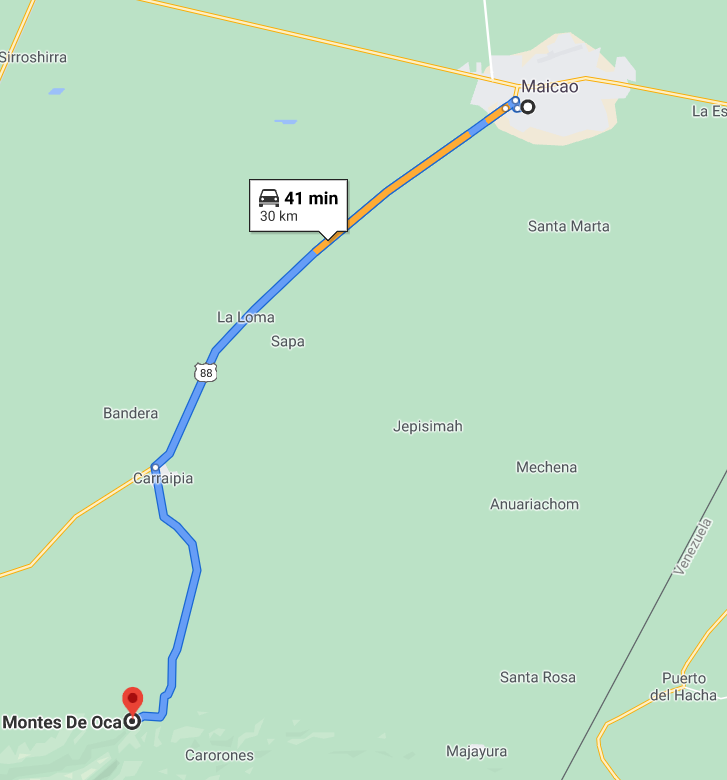 Sirroshirra
Maicao
La Es
41 min
30 km
Santa Marta
La Loma
Sapa
88
Bandera
Jepisimah
Carraipia
Mechena
Anuariachom
Venezuela
Santa Rosa
Puerto
del Hacha
Montes De Oca
Carorones
Majayura